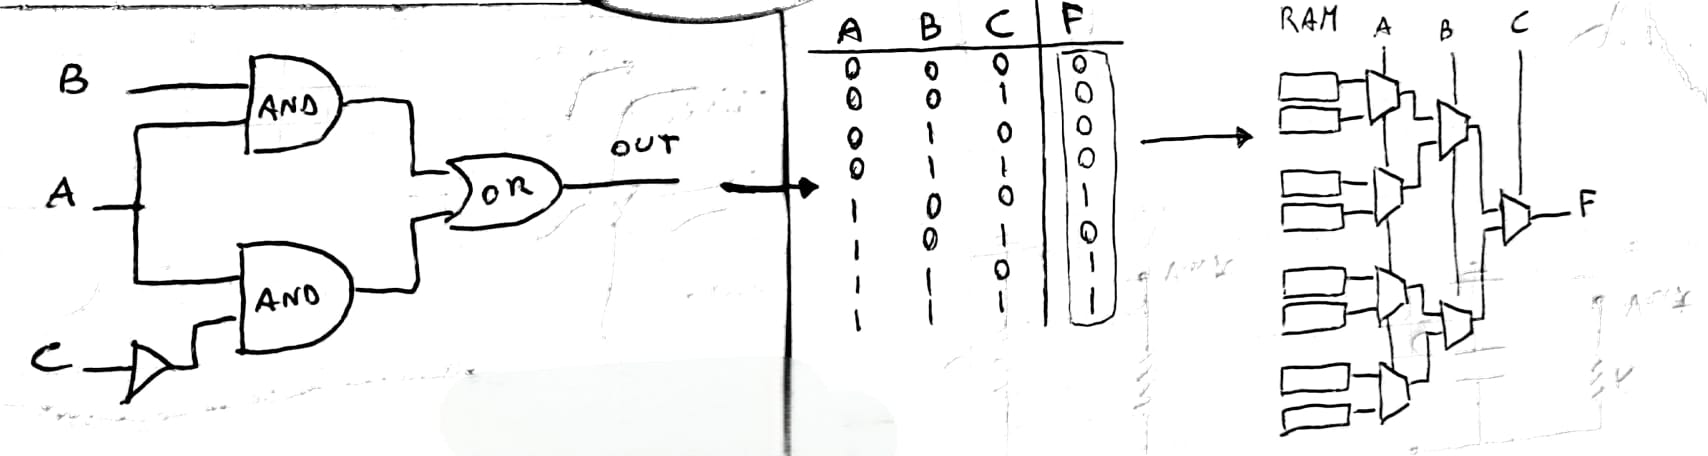 B
AND
A
OUT
OR
AND
C
A B C F
0 0 0 0
0 0 1 0
0 1 0 0
0 1 1 0
1 0 0 1
1 0 1 0
1 1 0 1
1 1 1 1
RAM A B C
F